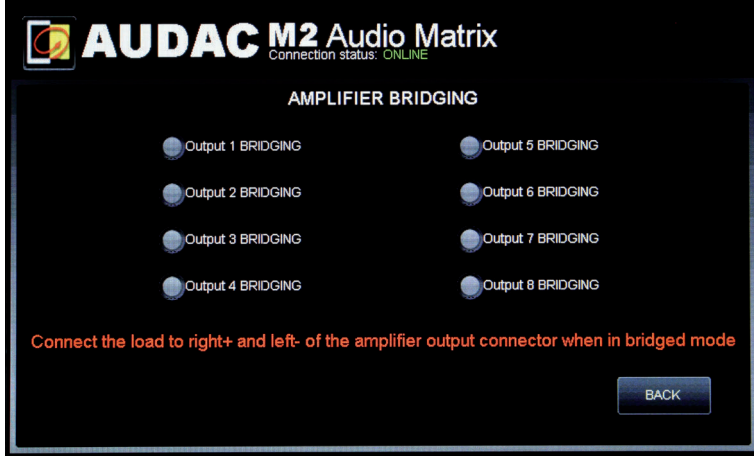 AUDAC M2 Audio Matrix
Connection status: ONLINE
AMPLIFIER BRIDGING
Output 1 BRIDGING
Output 2 BRIDGING
Output 3 BRIDGING
Output 4 BRIDGING
Output 5 BRIDGING
Output 6 BRIDGING
Output 7 BRIDGING
Output 8 BRIDGING
Connect the load to right+ and left- of the amplifier output connector when in bridged mode
BACK